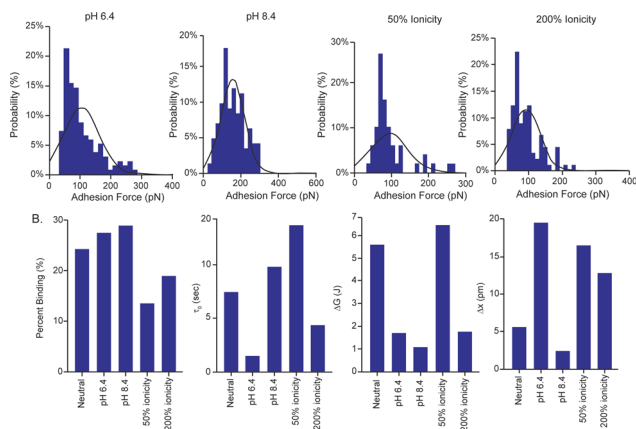 pH 6.4
pH 8.4
50% Ionicity
200% Ionicity
25%
20%
15%
10%
5%
0%
Probability (%)
0 100 200 300 400
Adhesion Force (pN)
20%
15%
10%
5%
0%
Probability (%)
0 200 400 600
Adhesion Force (pN)
30%
20%
10%
0%
Probability (%)
0 100 200 300
Adhesion Force (pN)
25%
20%
15%
10%
5%
0%
Probability (%)
0 100 200 300 400
Adhesion Force (pN)
B.
30
20
10
0
Percent Binding (%)
Neutral
pH 6.4
pH 8.4
50% ionicity
200% ionicity
20
15
10
5
0
τ0 (sec)
Neutral
pH 6.4
pH 8.4
50% ionicity
200% ionicity
7
6
5
4
3
2
1
0
ΔG (J)
Neutral
pH 6.4
pH 8.4
50% ionicity
200% ionicity
20
15
10
5
0
Δx (pm)
Neutral
pH 6.4
pH 8.4
50% ionicity
200% ionicity